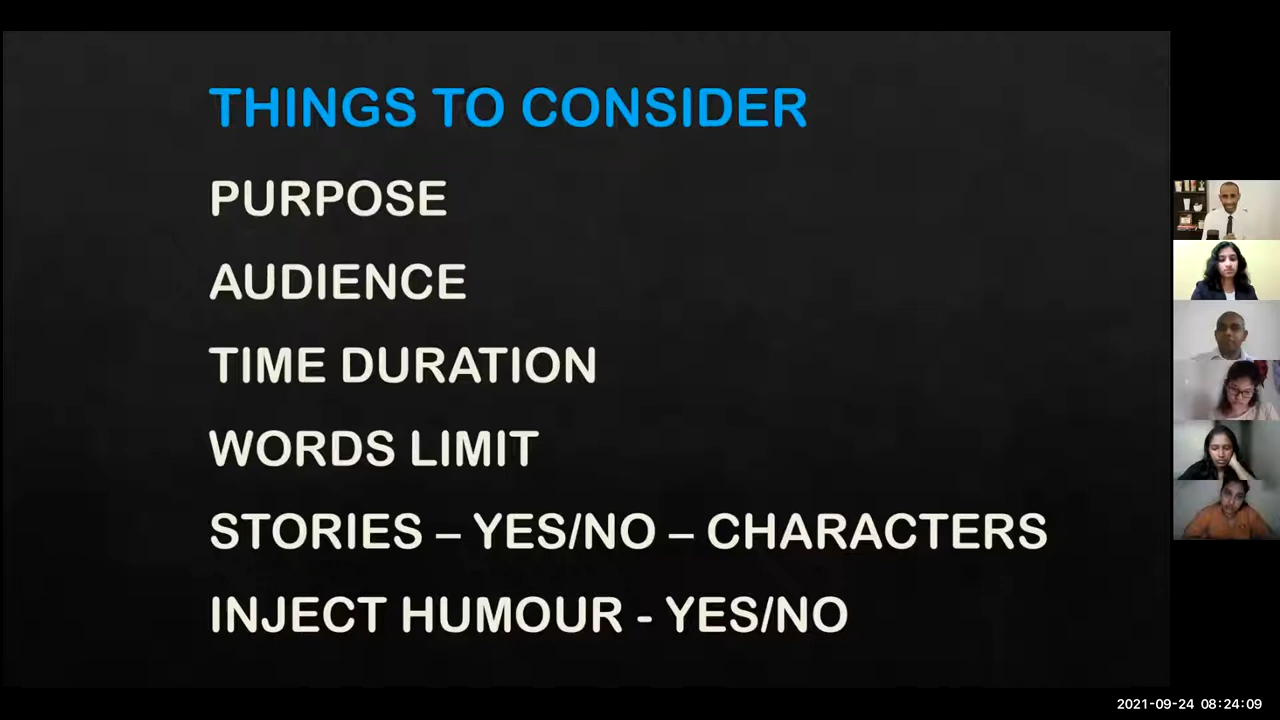 THINGS TO CONSIDER
PURPOSE
AUDIENCE
TIME DURATION
WORDS LIMIT
STORIES – YES/NO – CHARACTERS
INJECT HUMOUR - YES/NO
2021-09-24 08:24:09